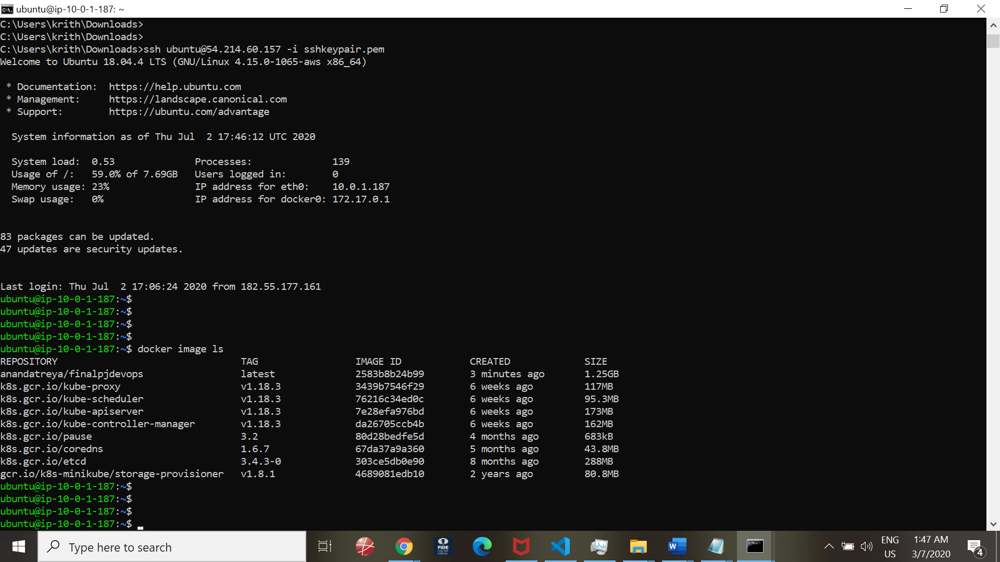 ubuntu@ip-10-0-1-187: ~
C:\Users\krith\Downloads>
C:\Users\krith\Downloads>
C:\Users\krith\Downloads>ssh ubuntu@54.214.60.157 -i sshkeypair.pem
Welcome to Ubuntu 18.04.4 LTS (GNU/Linux 4.15.0-1065-aws x86_64)
* Documentation:  https://help.ubuntu.com
* Management:     https://landscape.canonical.com
* Support:        https://ubuntu.com/advantage
System information as of Thu Jul  2 17:46:12 UTC 2020
System load:  0.53              Processes:              139
Usage of /:   59.0% of 7.69GB   Users logged in:        0
Memory usage: 23%               IP address for eth0:    10.0.1.187
Swap usage:   0%                IP address for docker0: 172.17.0.1
83 packages can be updated.
47 updates are security updates.
Last login: Thu Jul  2 17:06:24 2020 from 182.55.177.161
ubuntu@ip-10-0-1-187:~$
ubuntu@ip-10-0-1-187:~$
ubuntu@ip-10-0-1-187:~$
ubuntu@ip-10-0-1-187:~$
ubuntu@ip-10-0-1-187:~$ docker image ls
REPOSITORY                                TAG                 IMAGE ID            CREATED             SIZE
anandatreya/finalpjdevops                 latest              2583b8b24b99        3 minutes ago       1.25GB
k8s.gcr.io/kube-proxy                     v1.18.3             3439b7546f29        6 weeks ago         117MB
k8s.gcr.io/kube-scheduler                 v1.18.3             76216c34ed0c        6 weeks ago         95.3MB
k8s.gcr.io/kube-apiserver                 v1.18.3             7e28efa976bd        6 weeks ago         173MB
k8s.gcr.io/kube-controller-manager        v1.18.3             da26705ccb4b        6 weeks ago         162MB
k8s.gcr.io/pause                          3.2                 80d28bedfe5d        4 months ago        683kB
k8s.gcr.io/coredns                        1.6.7               67da37a9a360        5 months ago        43.8MB
k8s.gcr.io/etcd                           3.4.3-0             303ce5db0e90        8 months ago        288MB
gcr.io/k8s-minikube/storage-provisioner   v1.8.1              4689081edb10        2 years ago         80.8MB
ubuntu@ip-10-0-1-187:~$
ubuntu@ip-10-0-1-187:~$
ubuntu@ip-10-0-1-187:~$
ubuntu@ip-10-0-1-187:~$
Type here to search
FIDE
ONLINE
ARENA
W
ENG
US
1:47 AM
3/7/2020
4